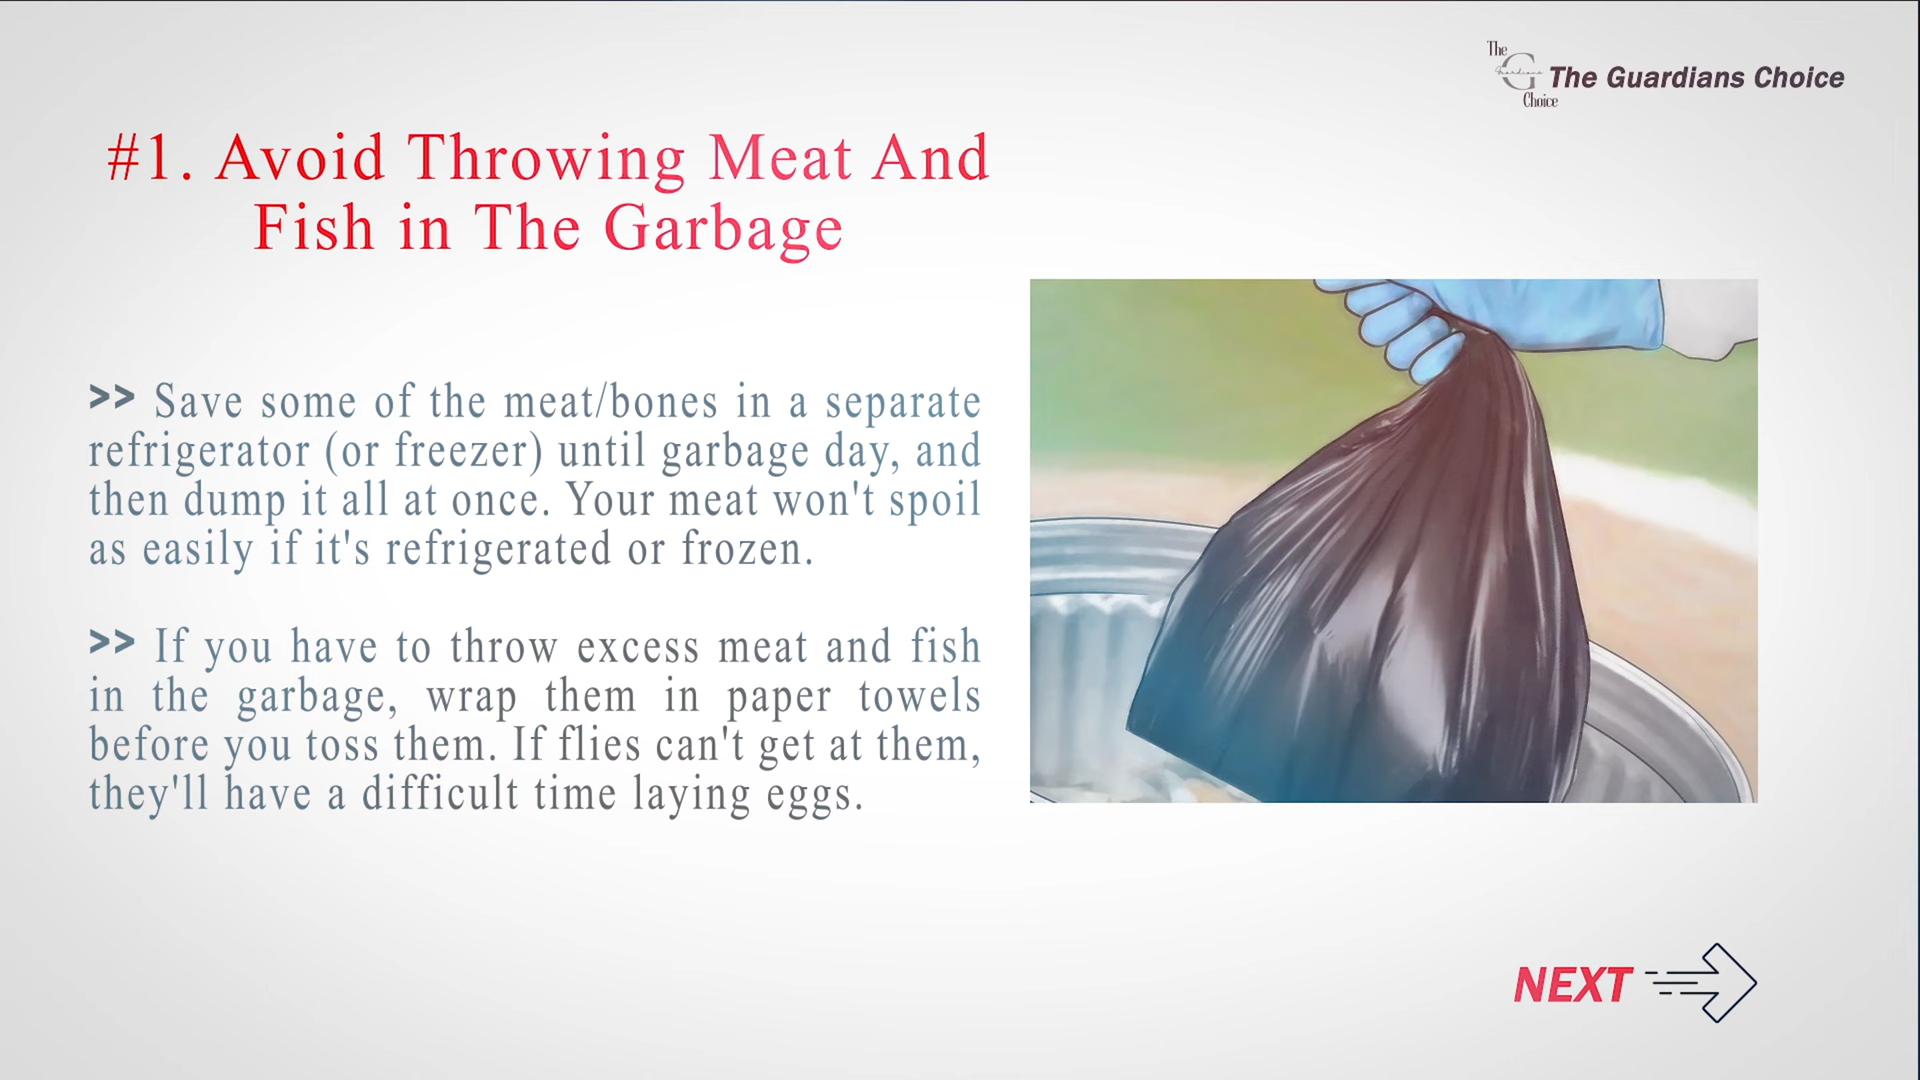 The
Guardians
Choice
The Guardians Choice
#1. Avoid Throwing Meat And
Fish in The Garbage
>> Save some of the meat/bones in a separate
refrigerator (or freezer) until garbage day, and
then dump it all at once. Your meat won't spoil
as easily if it's refrigerated or frozen.
>> If you have to throw excess meat and fish
in the garbage, wrap them in paper towels
before you toss them. If flies can't get at them,
they'll have a difficult time laying eggs.
NEXT